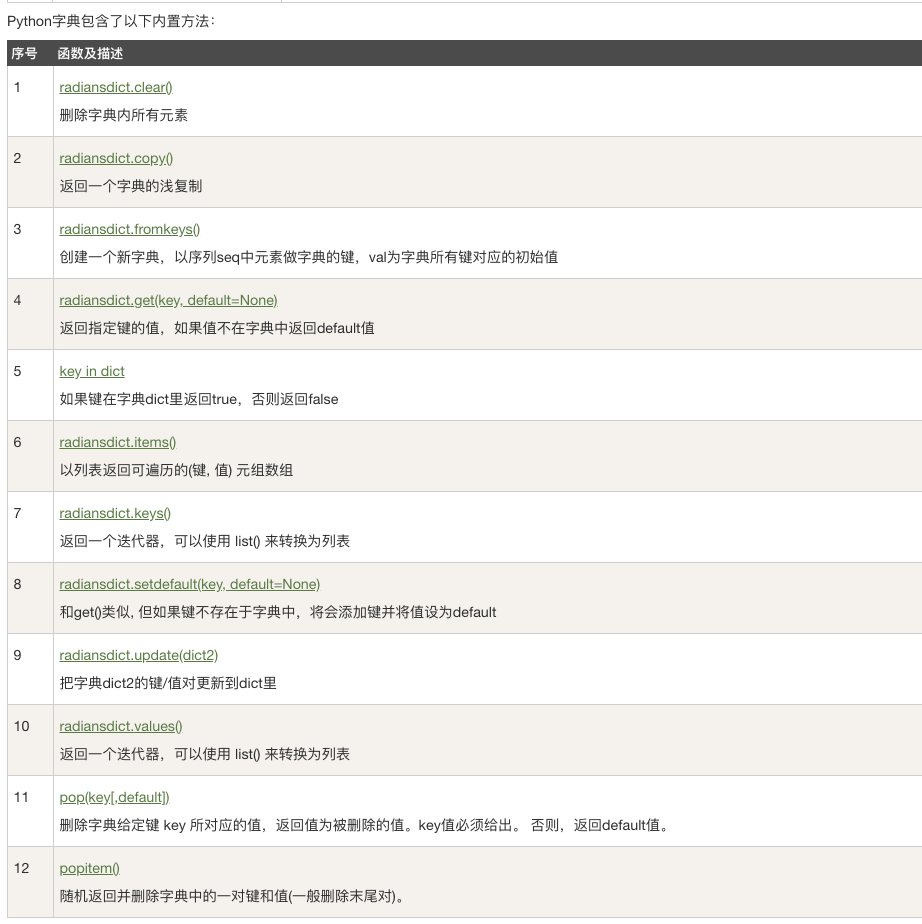 Python字典包含了以下内置方法：
序号 函数及描述
1 radiansdict.clear()
删除字典内所有元素
2 radiansdict.copy()
返回一个字典的浅复制
3 radiansdict.fromkeys()
创建一个新字典，以序列seq中元素做字典的键，val为字典所有键对应的初始值
4 radiansdict.get(key, default=None)
返回指定键的值，如果值不在字典中返回default值
5 key in dict
如果键在字典dict里返回true，否则返回false
6 radiansdict.items()
以列表返回可遍历的(键, 值) 元组数组
7 radiansdict.keys()
返回一个迭代器，可以使用 list() 来转换为列表
8 radiansdict.setdefault(key, default=None)
和get()类似, 但如果键不存在于字典中，将会添加键并将值设为default
9 radiansdict.update(dict2)
把字典dict2的键/值对更新到dict里
10 radiansdict.values()
返回一个迭代器，可以使用 list() 来转换为列表
11 pop(key[,default])
删除字典给定键 key 所对应的值，返回值为被删除的值。key值必须给出。 否则，返回default值。
12 popitem()
随机返回并删除字典中的一对键和值(一般删除末尾对)。